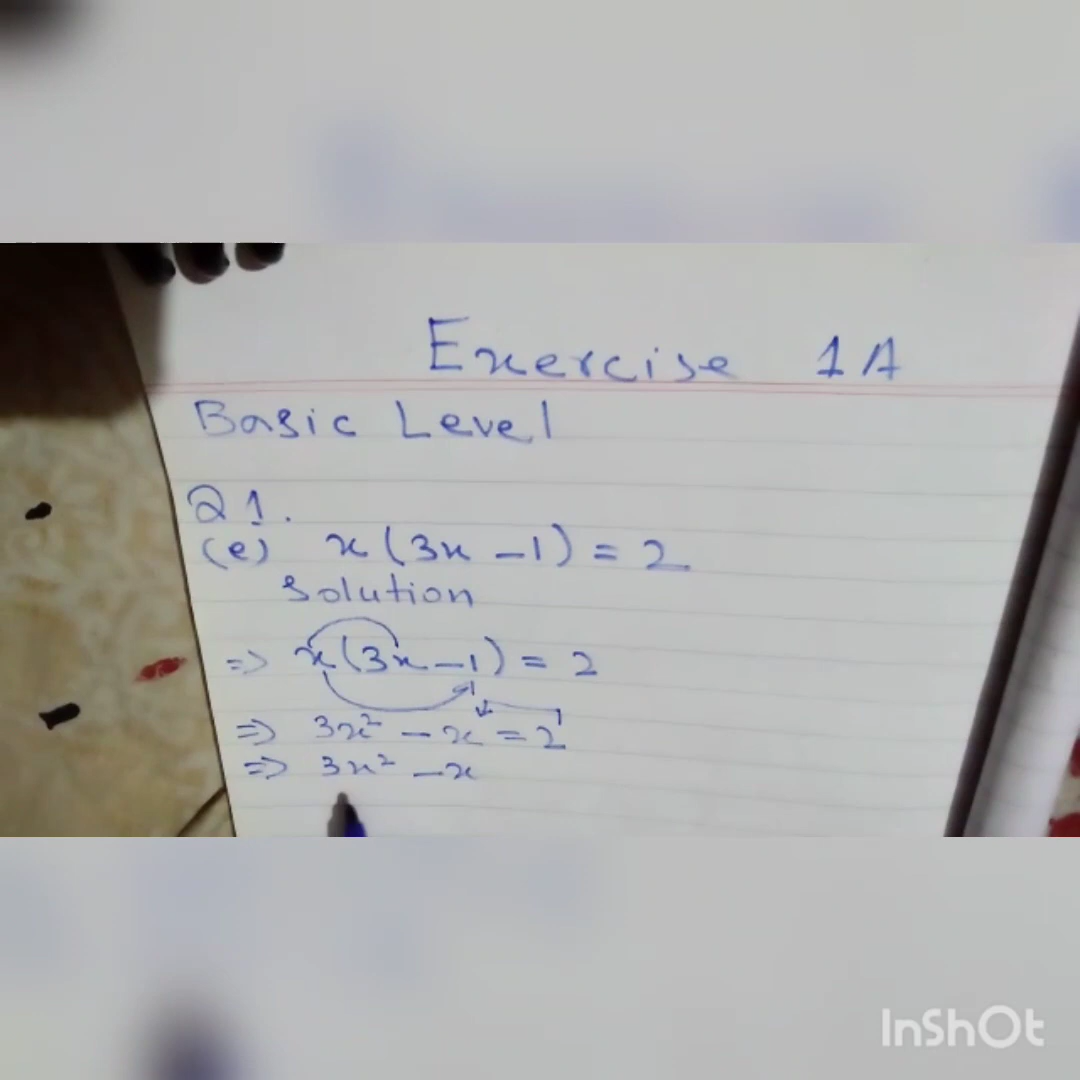 Exercise 1A
Basic Level
Q1.
(e) x(3x-1) = 2
Solution
=> x(3x-1) = 2
=> 3x² - x = 2
=> 3x² - x
InShOt